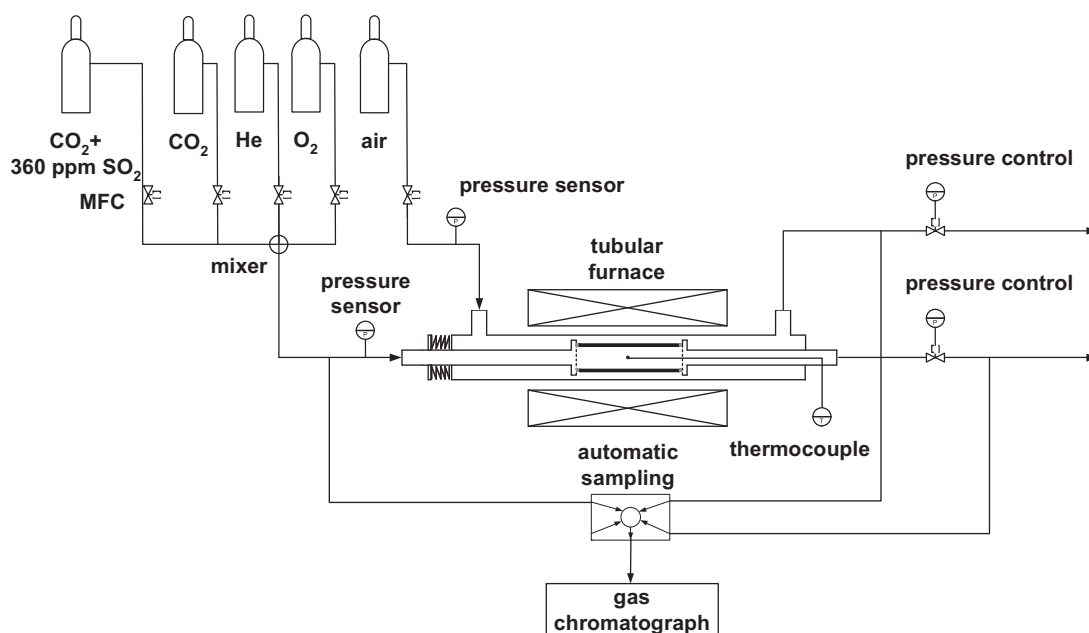 CO₂+
360 ppm SO₂
CO₂
He
O₂
air
MFC
mixer
pressure sensor
P
pressure
sensor
P
tubular
furnace
pressure control
P
pressure control
P
T
thermocouple
automatic
sampling
gas
chromatograph